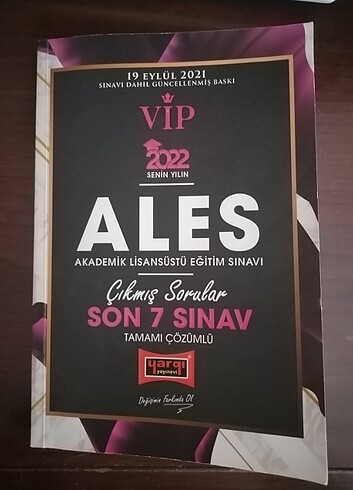 19 EYLÜL 2021
SINAVI DAHİL GÜNCELLENMİŞ BASKI
VİP
2022
SENİN YILIN
ALES
AKADEMİK LİSANSÜSTÜ EĞİTİM SINAVI
Çıkmış Sorular
SON 7 SINAV
TAMAMI ÇÖZÜMLÜ
yargı
yayınevi
Değişimin Farkında Ol